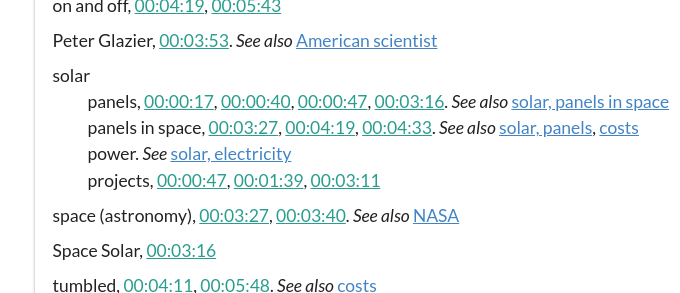 on and off, 00:04:19, 00:05:43
Peter Glazier, 00:03:53. See also American scientist
solar
panels, 00:00:17, 00:00:40, 00:00:47, 00:03:16. See also solar, panels in space
panels in space, 00:03:27, 00:04:19, 00:04:33. See also solar, panels, costs
power. See solar, electricity
projects, 00:00:47, 00:01:39, 00:03:11
space (astronomy), 00:03:27, 00:03:40. See also NASA
Space Solar, 00:03:16
tumbled, 00:04:11, 00:05:48. See also costs